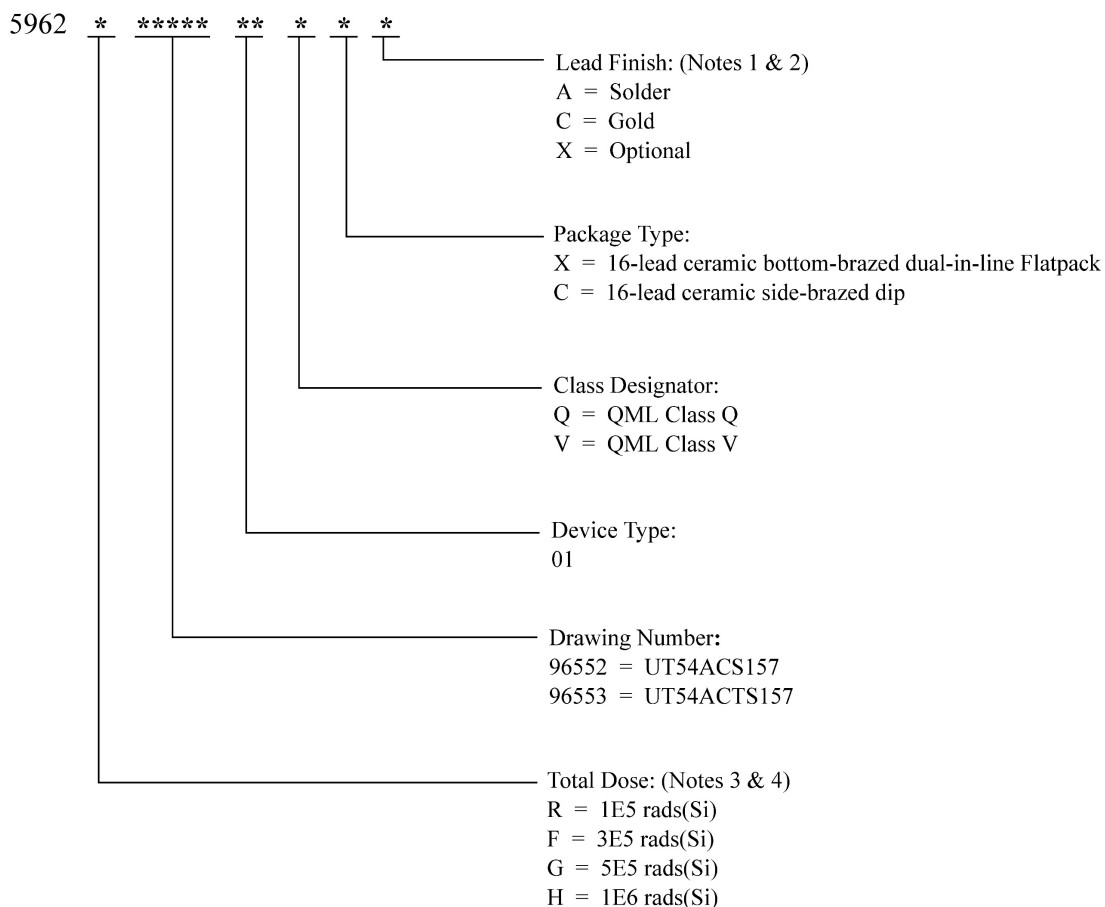 5962 * ***** ** * * *
Lead Finish: (Notes 1 & 2)
A = Solder
C = Gold
X = Optional
Package Type:
X = 16-lead ceramic bottom-brazed dual-in-line Flatpack
C = 16-lead ceramic side-brazed dip
Class Designator:
Q = QML Class Q
V = QML Class V
Device Type:
01
Drawing Number:
96552 = UT54ACS157
96553 = UT54ACTS157
Total Dose: (Notes 3 & 4)
R = 1E5 rads(Si)
F = 3E5 rads(Si)
G = 5E5 rads(Si)
H = 1E6 rads(Si)